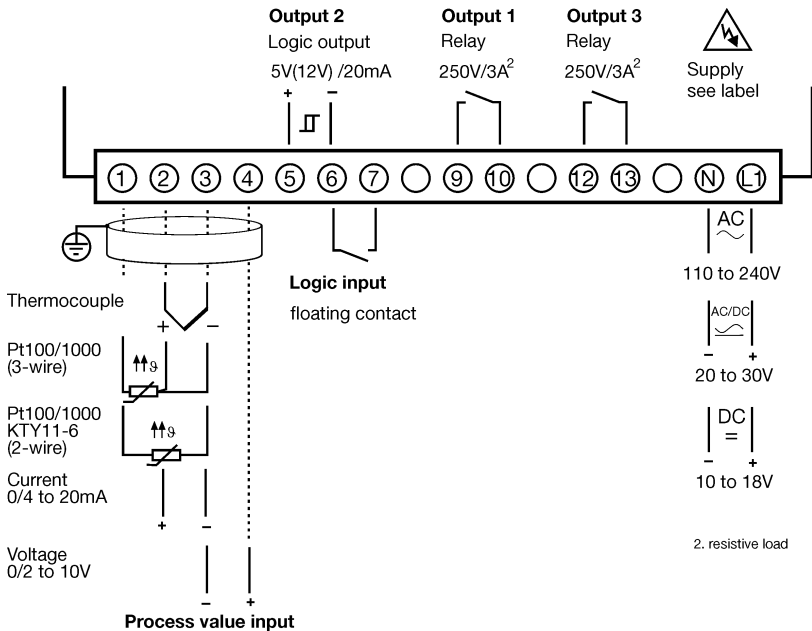 Output 2
Logic output
5V(12V) /20mA
+ −
Output 1
Relay
250V/3A²
Output 3
Relay
250V/3A²
Supply
see label
1 2 3 4 5 6 7 9 10 12 13 N L1
Logic input
floating contact
AC
110 to 240V
AC/DC
− +
20 to 30V
DC
=
− +
10 to 18V
Thermocouple
+ −
Pt100/1000
(3-wire)
ϑ
Pt100/1000
KTY11-6
(2-wire)
ϑ
Current
0/4 to 20mA
+ −
Voltage
0/2 to 10V
− +
Process value input
2. resistive load